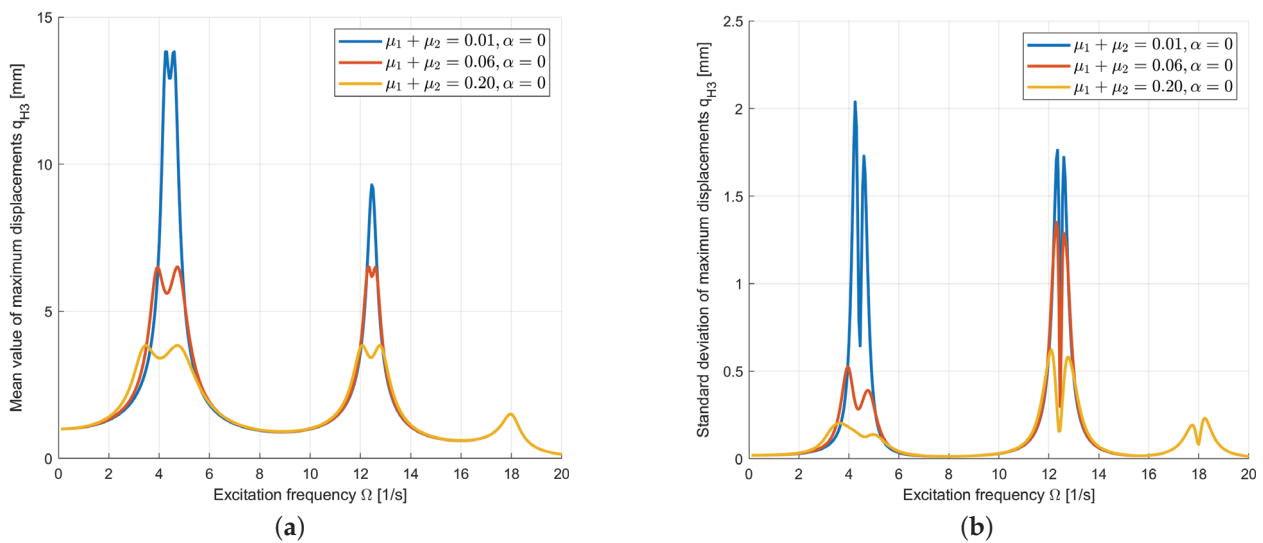 15
10
5
0
Mean value of maximum displacements q_H3 [mm]
μ₁ + μ₂ = 0.01, α = 0
μ₁ + μ₂ = 0.06, α = 0
μ₁ + μ₂ = 0.20, α = 0
0 2 4 6 8 10 12 14 16 18 20
Excitation frequency Ω [1/s]
(a)
2.5
2
1.5
1
0.5
0
Standard deviation of maximum displacements q_H3 [mm]
μ₁ + μ₂ = 0.01, α = 0
μ₁ + μ₂ = 0.06, α = 0
μ₁ + μ₂ = 0.20, α = 0
0 2 4 6 8 10 12 14 16 18 20
Excitation frequency Ω [1/s]
(b)